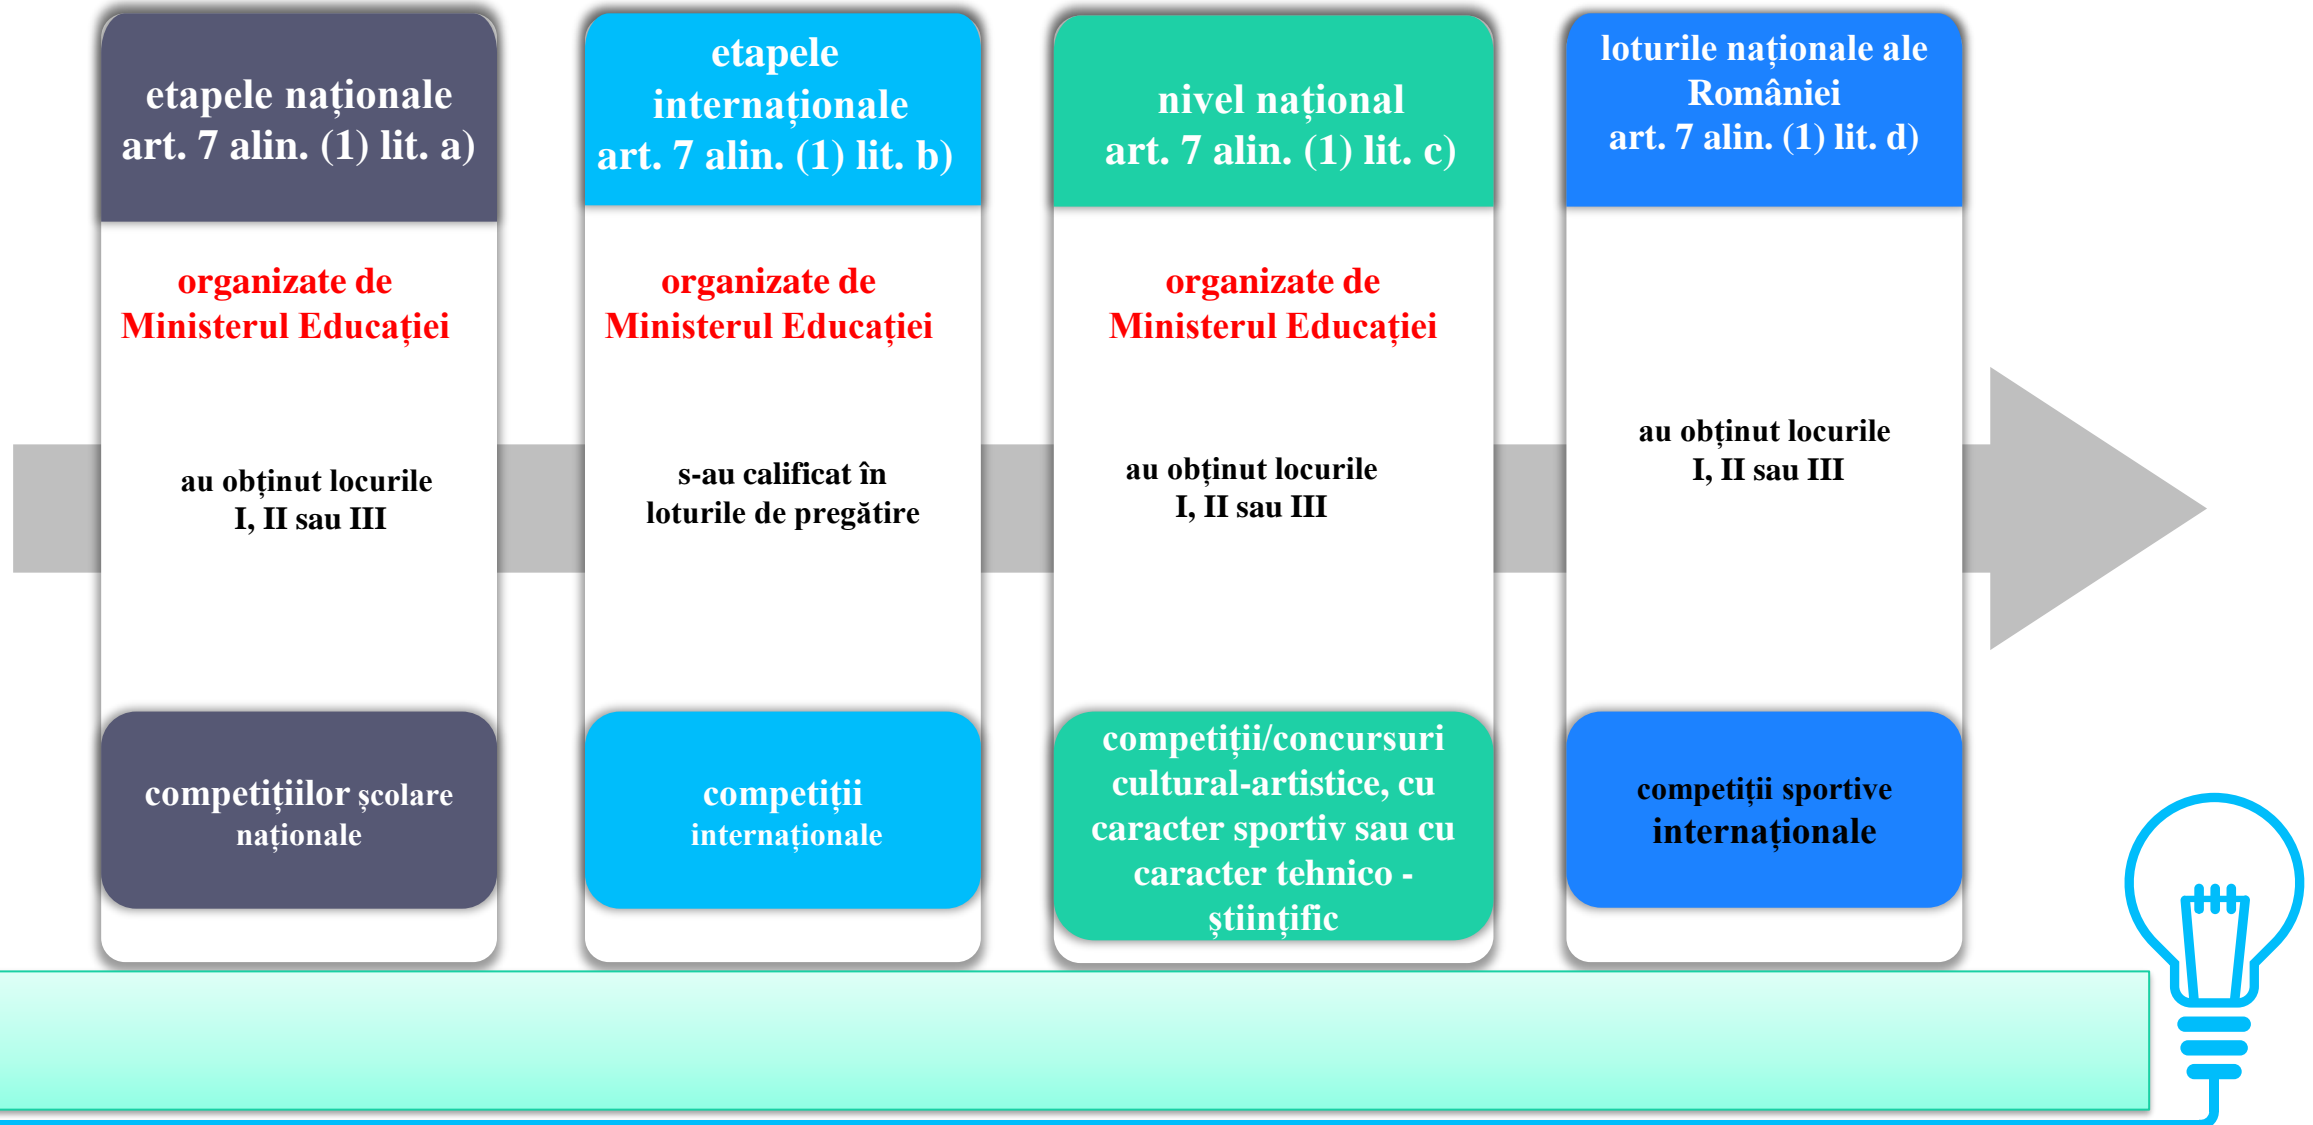 etapele naționale
art. 7 alin. (1) lit. a)
organizate de
Ministerul Educației
au obținut locurile
I, II sau III
competițiilor școlare
naționale
etapele
internaționale
art. 7 alin. (1) lit. b)
organizate de
Ministerul Educației
s-au calificat în
loturile de pregătire
competiții
internaționale
nivel național
art. 7 alin. (1) lit. c)
organizate de
Ministerul Educației
au obținut locurile
I, II sau III
competiții/concursuri
cultural-artistice, cu
caracter sportiv sau cu
caracter tehnico -
științific
loturile naționale ale
României
art. 7 alin. (1) lit. d)
au obținut locurile
I, II sau III
competiții sportive
internaționale